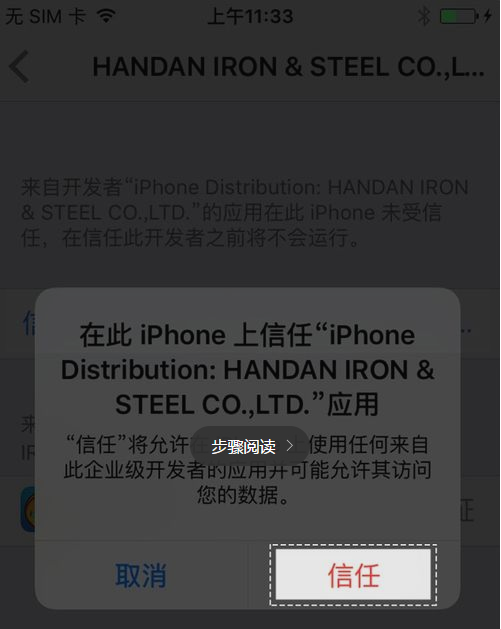 无 SIM 卡 上午11:33
HANDAN IRON & STEEL CO.,L...
来自开发者“iPhone Distribution: HANDAN IRON
& STEEL CO.,LTD.”的应用在此 iPhone 未受信
任，在信任此开发者之前将不会运行。
在此 iPhone 上信任“iPhone
Distribution: HANDAN IRON &
STEEL CO.,LTD.”应用
“信任”将允许在
步骤阅读
上使用任何来自
此企业级开发者的应用并可能允许其访问
您的数据。
取消 信任